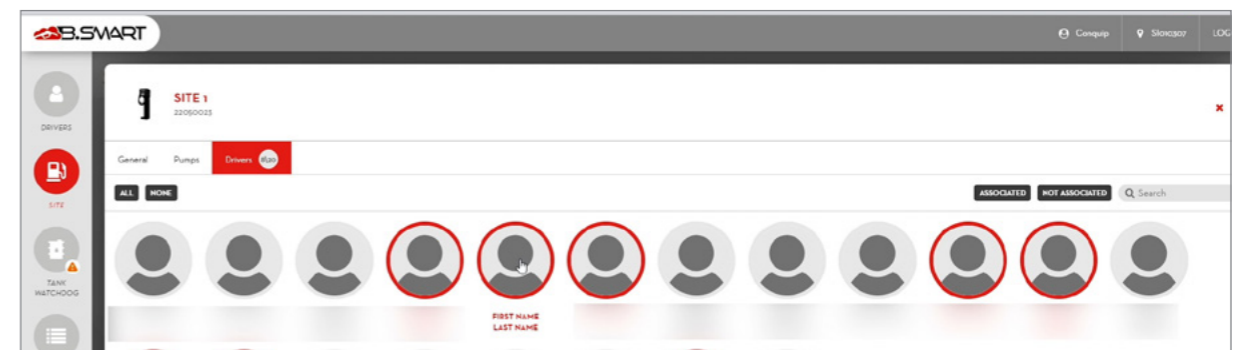 B.SMART
Conquip
LOG
SITE 1
22050023
DRIVERS
General Pumps Drivers
ALL NONE
ASSOCIATED NOT ASSOCIATED Search
SITE
TANK
WATCHDOG
FIRST NAME
LAST NAME